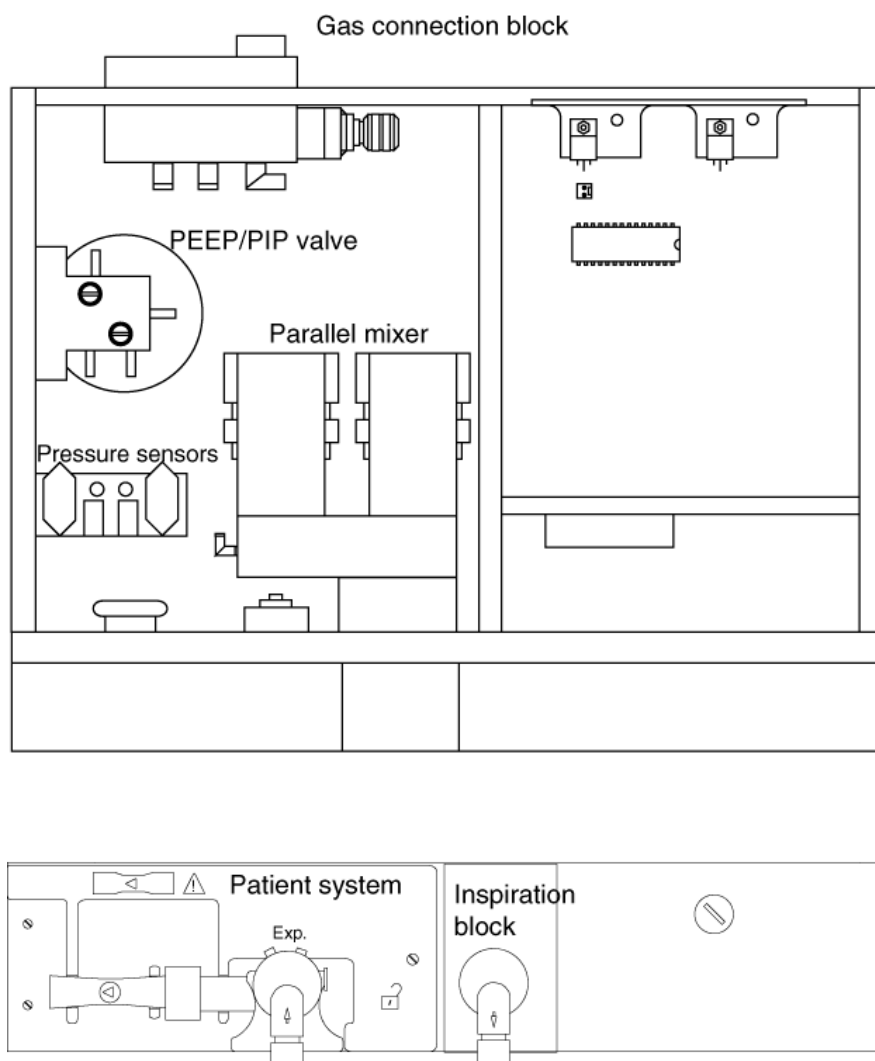 Gas connection block
PEEP/PIP valve
Parallel mixer
Pressure sensors
Patient system
Exp.
Inspiration
block